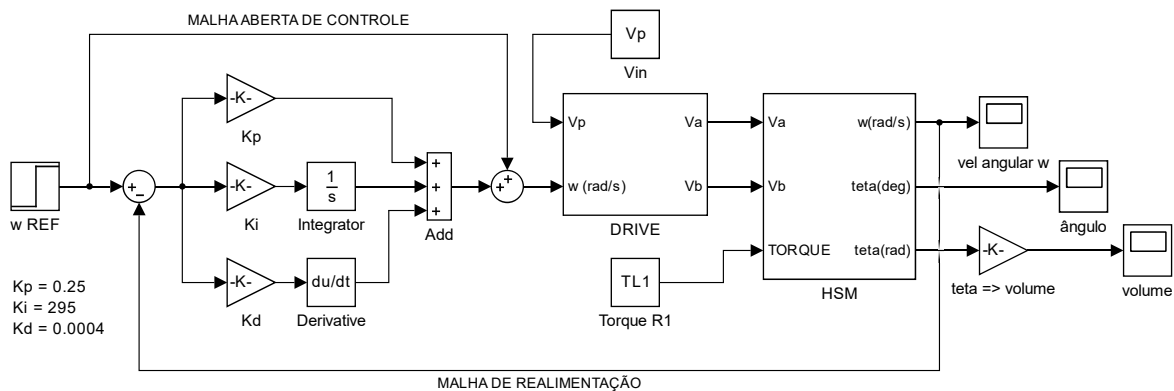 MALHA ABERTA DE CONTROLE
Vp
Vin
-K-
Kp
w REF
+
−
-K-
Ki
1
s
Integrator
+
+
+
Add
+
+
-K-
Kd
du/dt
Derivative
Kp = 0.25
Ki = 295
Kd = 0.0004
Vp
w (rad/s)
Va
Vb
DRIVE
TL1
Torque R1
Va
Vb
TORQUE
w(rad/s)
teta(deg)
teta(rad)
HSM
vel angular w
ângulo
-K-
teta => volume
volume
MALHA DE REALIMENTAÇÃO